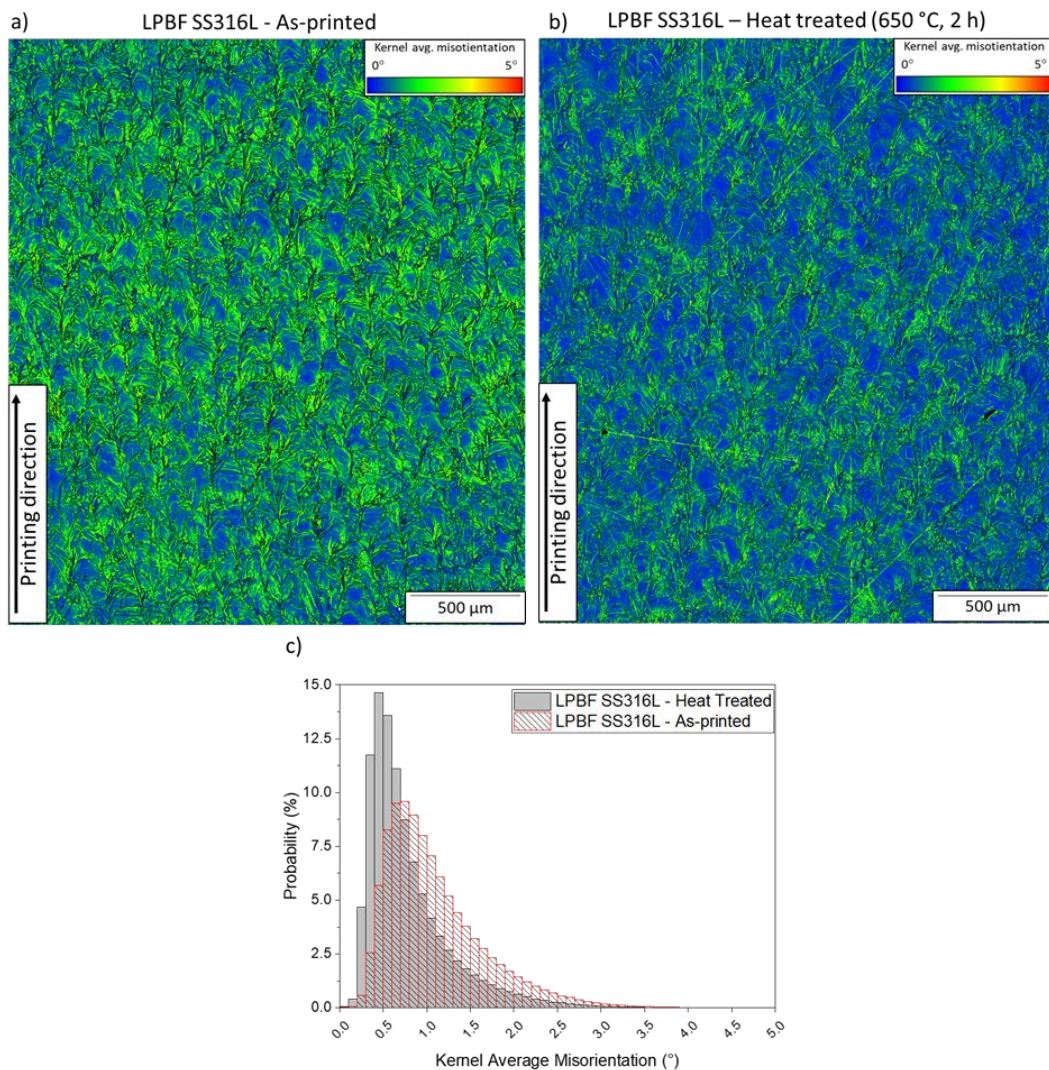 a)
LPBF SS316L - As-printed
Kernel avg. misotientation
0° 5°
Printing direction
500 µm
b)
LPBF SS316L – Heat treated (650 °C, 2 h)
Kernel avg. misotientation
0° 5°
Printing direction
500 µm
c)
LPBF SS316L - Heat Treated
LPBF SS316L - As-printed
Probability (%)
15.0
12.5
10.0
7.5
5.0
2.5
0.0
0.0 0.5 1.0 1.5 2.0 2.5 3.0 3.5 4.0 4.5 5.0
Kernel Average Misorientation (°)